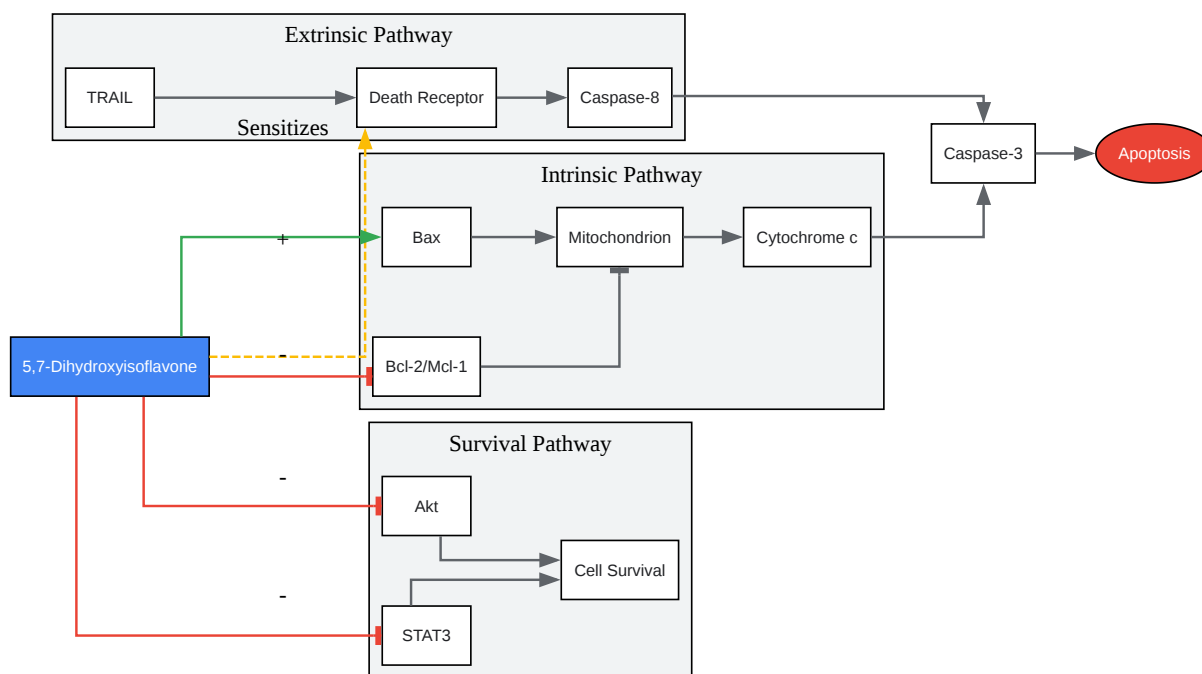 Extrinsic Pathway
TRAIL
Death Receptor
Caspase-8
Sensitizes
Caspase-3
Apoptosis
Intrinsic Pathway
+
Bax
Mitochondrion
Cytochrome c
5,7-Dihydroxyisoflavone
-
Bcl-2/Mcl-1
Survival Pathway
-
Akt
Cell Survival
-
STAT3